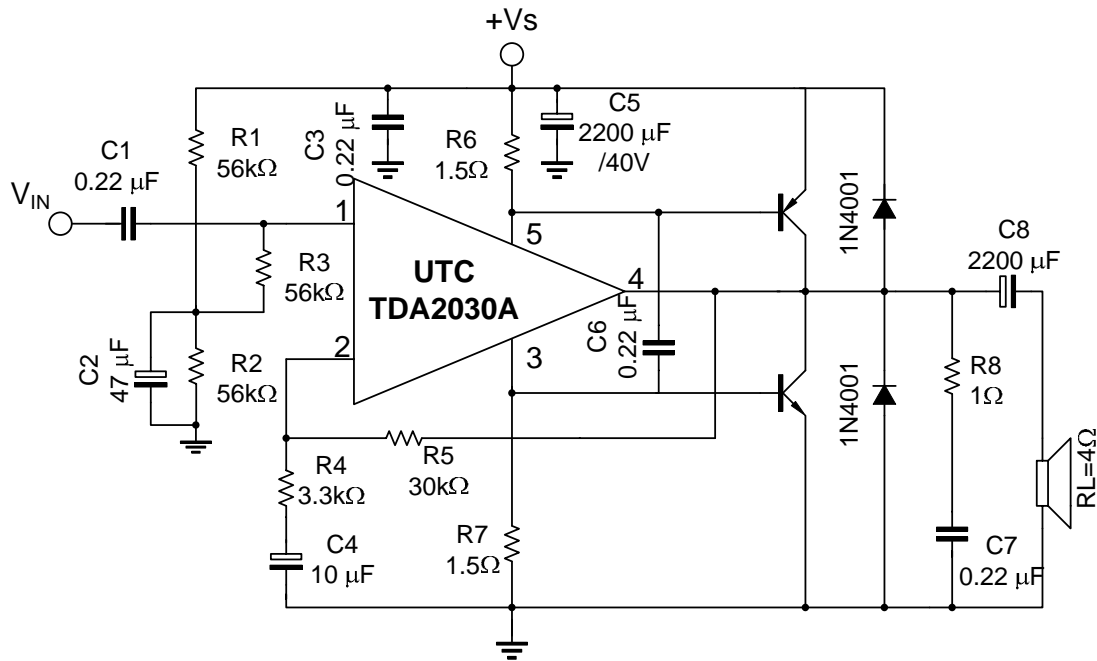 +Vs
C5
2200 μF
/40V
C3
0.22 μF
R6
1.5Ω
R1
56kΩ
C1
0.22 μF
VIN
1
R3
56kΩ
5
UTC
TDA2030A
4
2
3
C6
0.22 μF
1N4001
C8
2200 μF
C2
47 μF
R2
56kΩ
1N4001
R8
1Ω
R4
3.3kΩ
R5
30kΩ
RL=4Ω
C4
10 μF
R7
1.5Ω
C7
0.22 μF